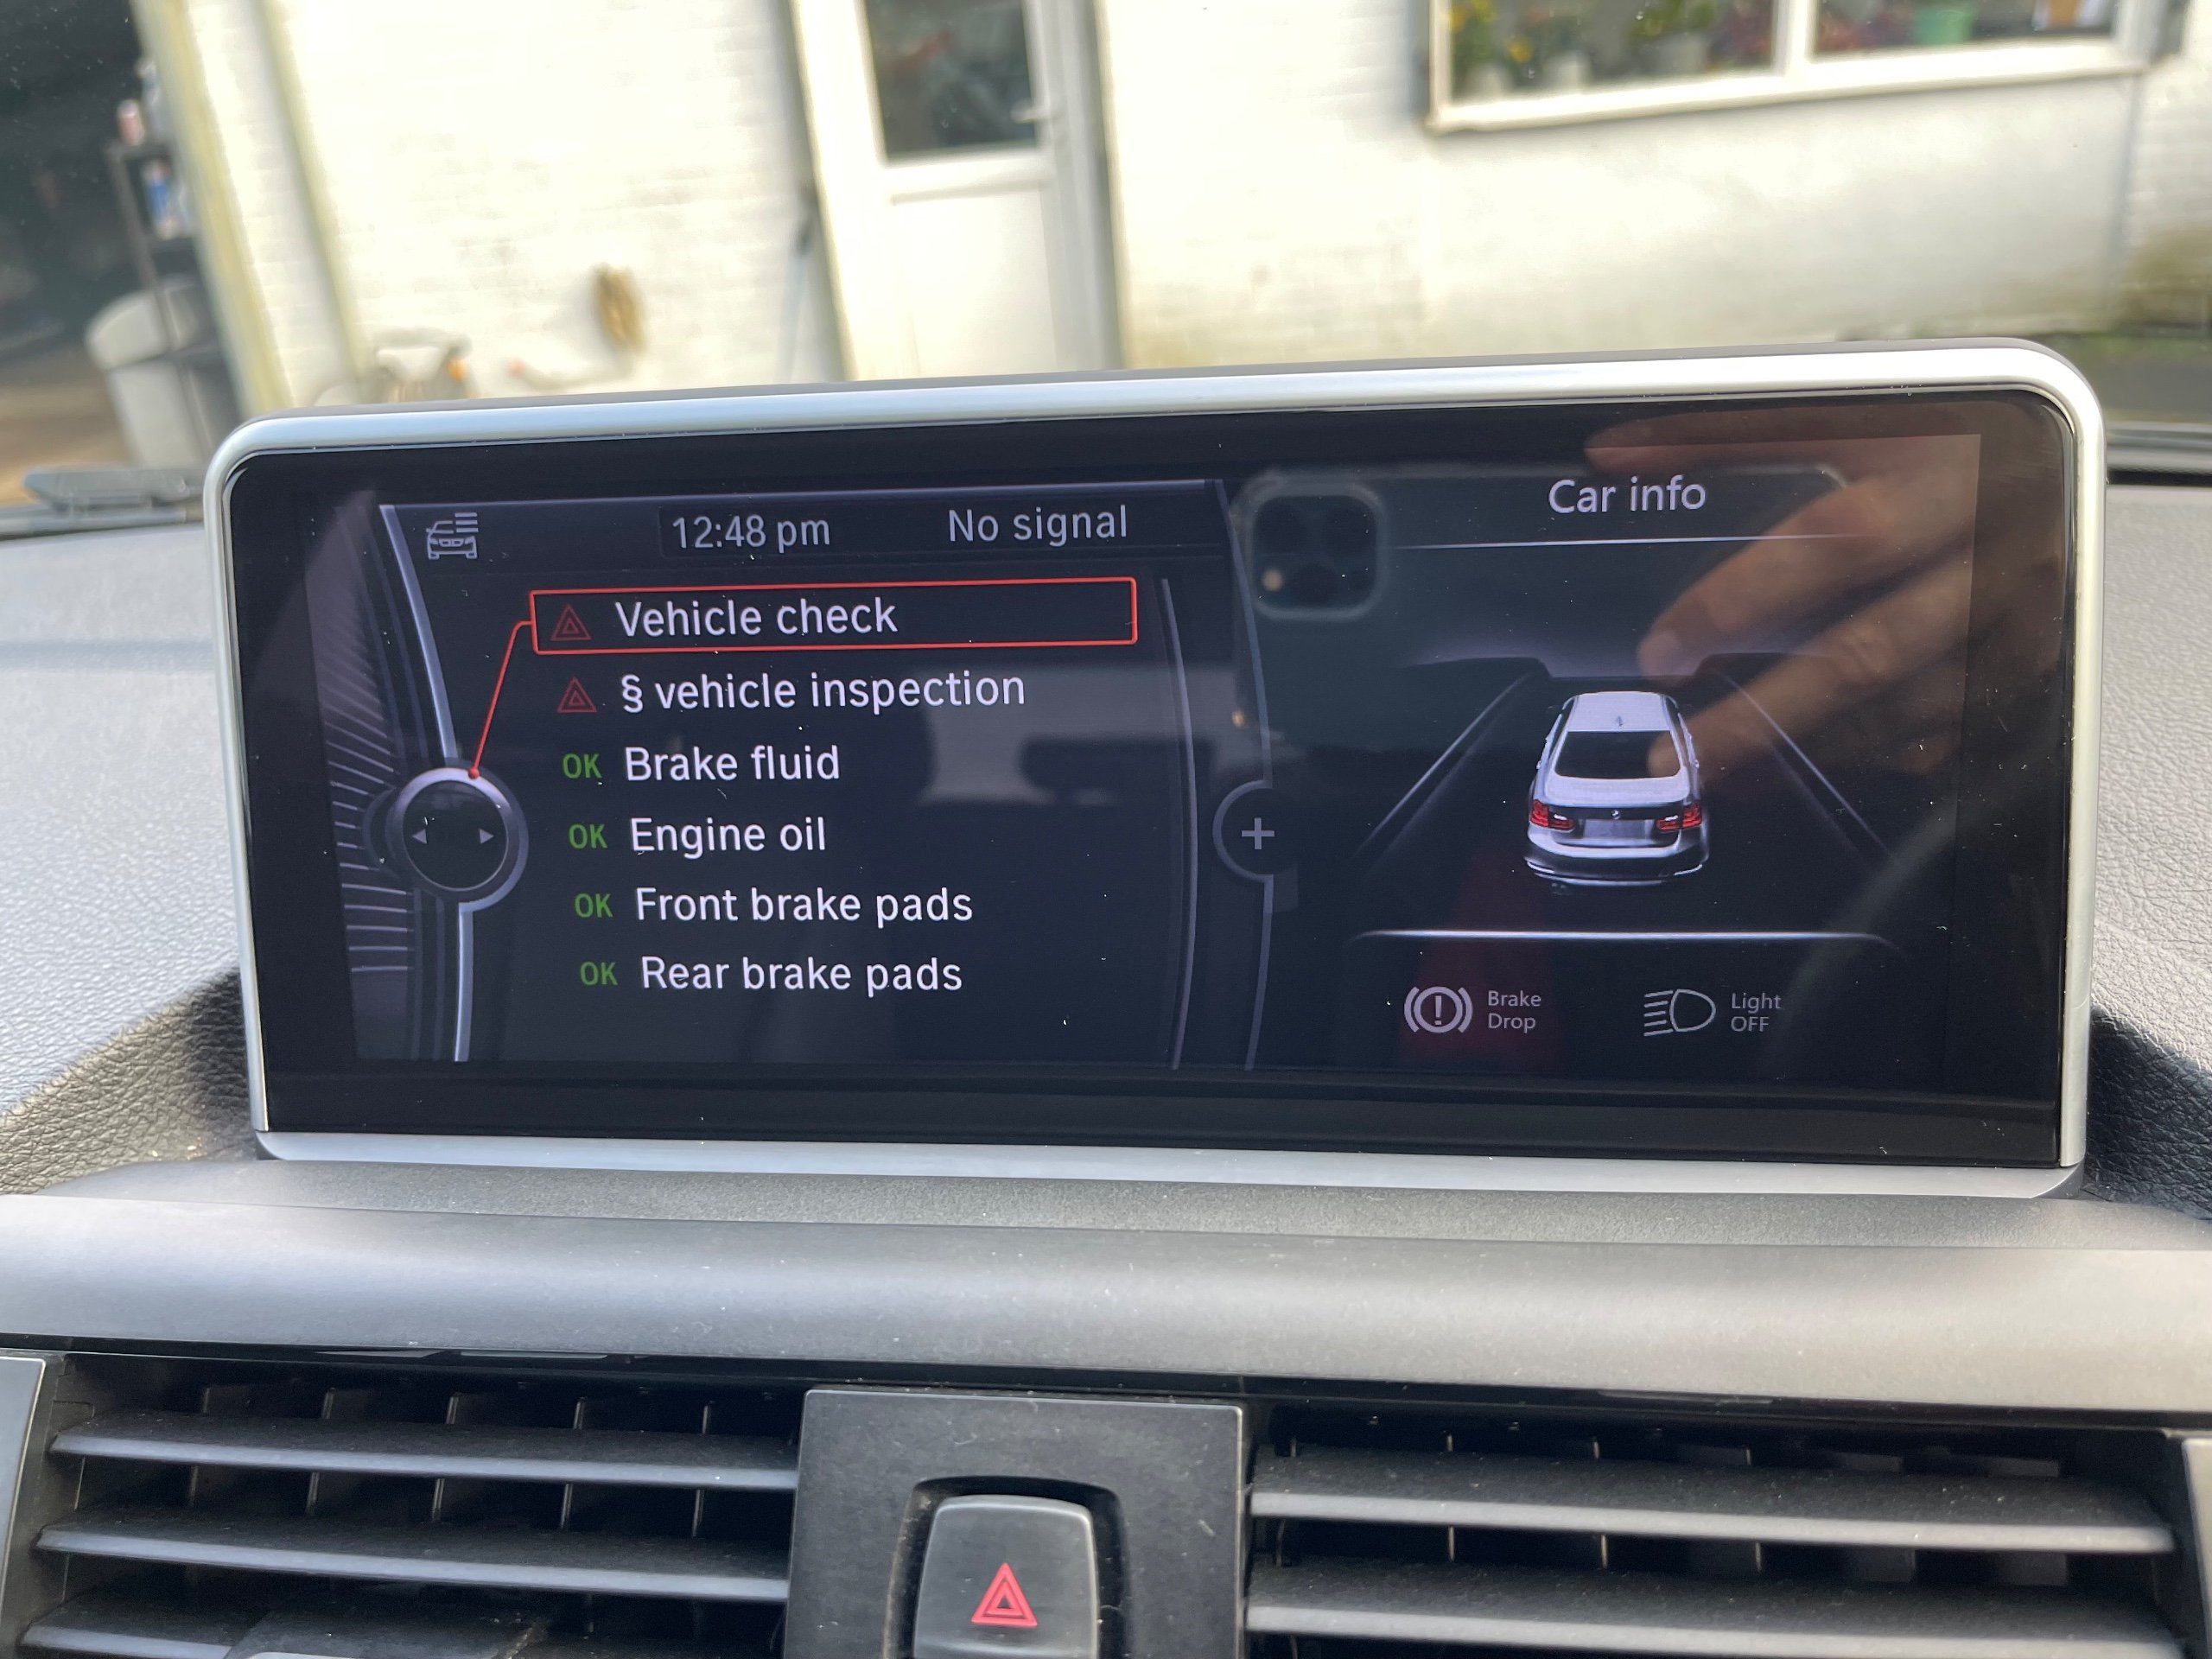 12:48 pm No signal
Vehicle check
§ vehicle inspection
OK Brake fluid
OK Engine oil
OK Front brake pads
OK Rear brake pads
Car info
Brake
Drop
Light
OFF